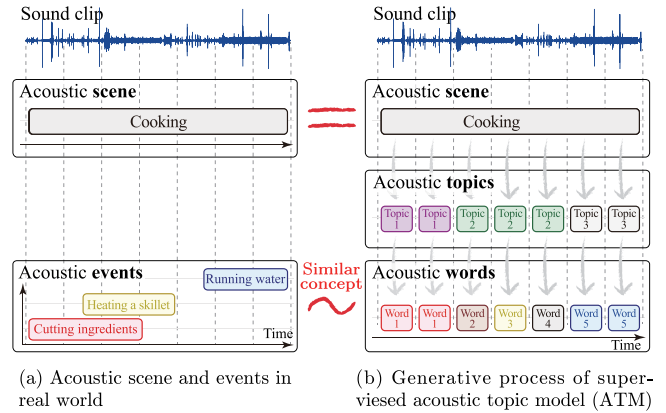 Sound clip
Acoustic scene
Cooking
Acoustic events
Running water
Heating a skillet
Cutting ingredients
Time
(a) Acoustic scene and events in
real world
Similar
concept
Sound clip
Acoustic scene
Cooking
Acoustic topics
Topic 1
Topic 1
Topic 2
Topic 2
Topic 2
Topic 3
Topic 3
Acoustic words
Word 1
Word 1
Word 2
Word 3
Word 4
Word 5
Word 5
Time
(b) Generative process of super-
viesed acoustic topic model (ATM)